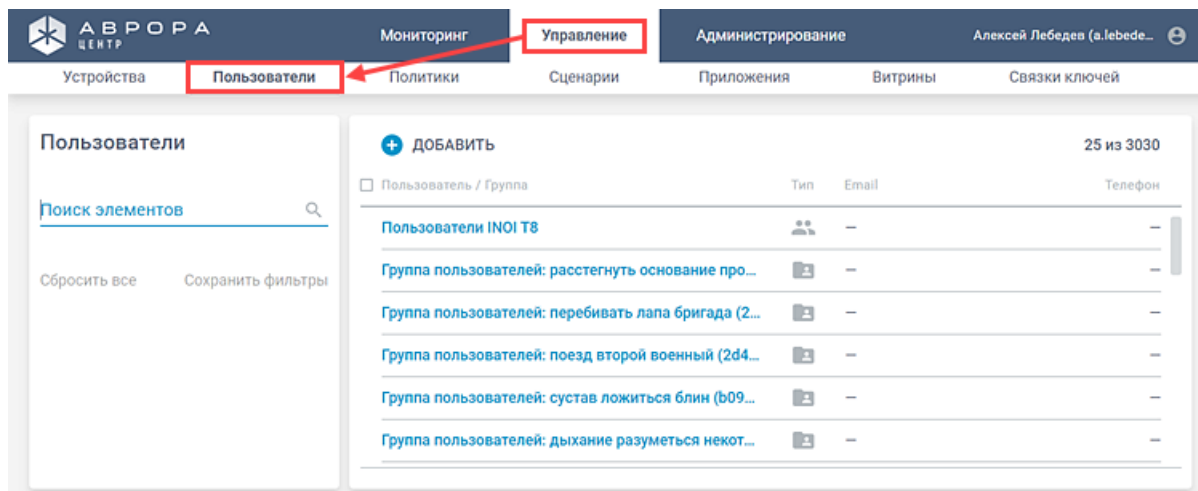 АВРОРА
ЦЕНТР
Мониторинг Управление Администрирование Алексей Лебедев (a.lebede...
Устройства Пользователи Политики Сценарии Приложения Витрины Связки ключей
Пользователи
Поиск элементов
Сбросить все Сохранить фильтры
ДОБАВИТЬ 25 из 3030
Пользователь / Группа Тип Email Телефон
Пользователи INOI T8 — —
Группа пользователей: расстегнуть основание про... — —
Группа пользователей: перебивать лапа бригада (2... — —
Группа пользователей: поезд второй военный (2d4... — —
Группа пользователей: сустав ложиться блин (b09... — —
Группа пользователей: дыхание разуметься некот... — —